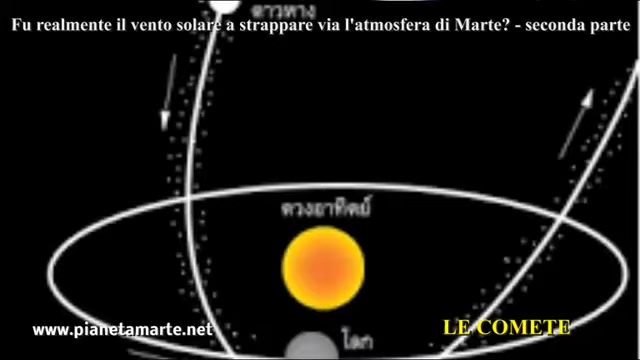 ดาวหาง
Fu realmente il vento solare a strappare via l'atmosfera di Marte? - seconda parte
ดวงอาทิตย์
www.pianetamarte.net
LE COMETE
โลก